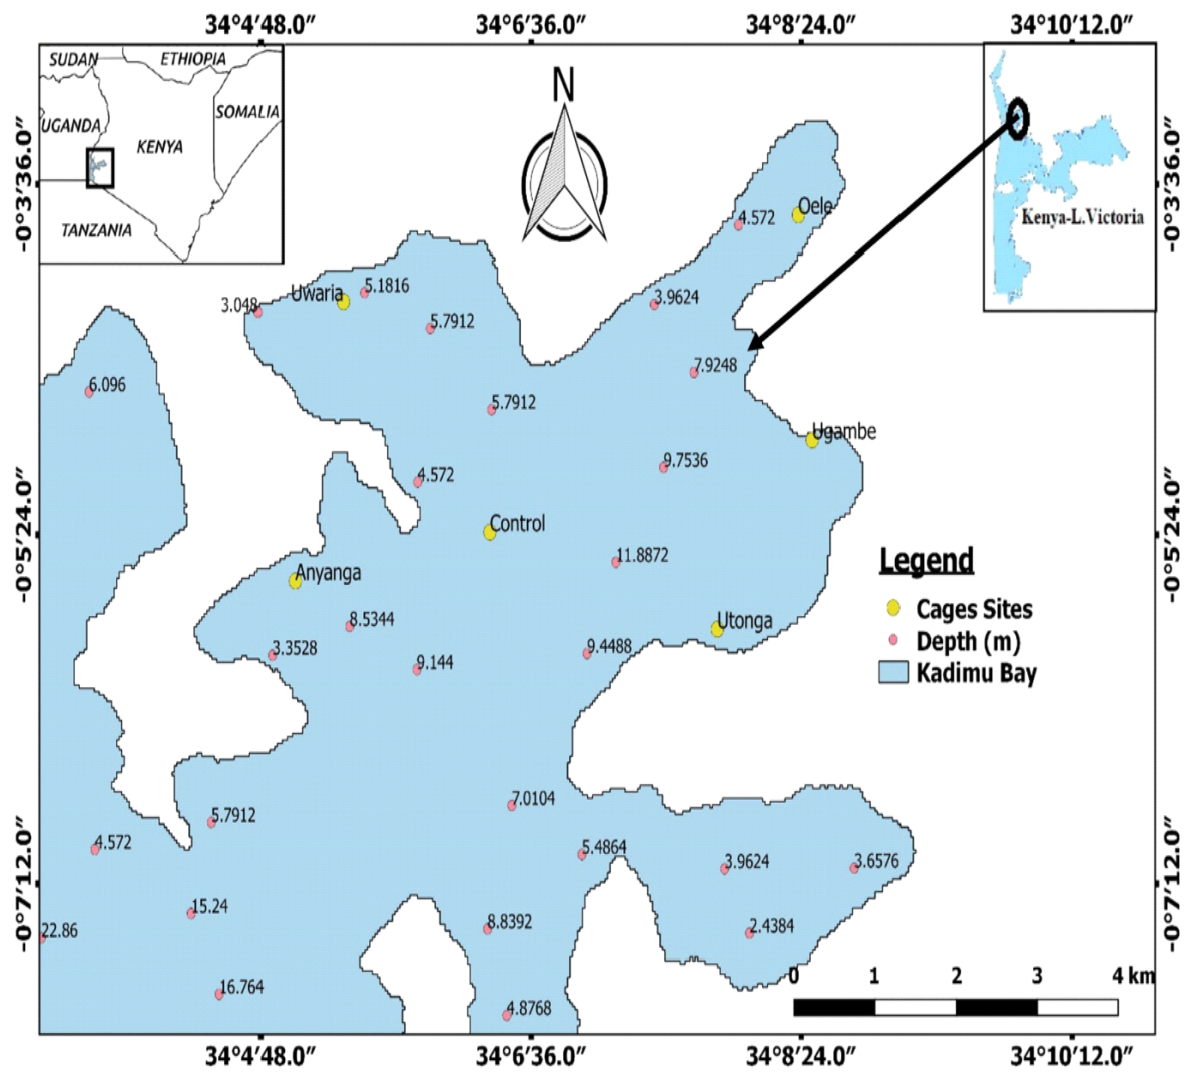 34°4′48.0″ 34°6′36.0″ 34°8′24.0″ 34°10′12.0″
SUDAN ETHIOPIA
SOMALIA
UGANDA
KENYA
TANZANIA
N
Kenya-L.Victoria
-0°3′36.0″ -0°3′36.0″
Oele
4.572
Uwaria
5.1816
3.048
3.9624
5.7912
7.9248
6.096
5.7912
Ugambe
9.7536
4.572
Control
-0°5′24.0″ -0°5′24.0″
11.8872
Anyanga
Legend
Cages Sites
Depth (m)
Kadimu Bay
8.5344
Utonga
3.3528
9.4488
9.144
7.0104
5.7912
4.572
5.4864
3.9624
3.6576
-0°7′12.0″ -0°7′12.0″
15.24
8.8392
2.4384
22.86
16.764
0 1 2 3 4 km
4.8768
34°4′48.0″ 34°6′36.0″ 34°8′24.0″ 34°10′12.0″